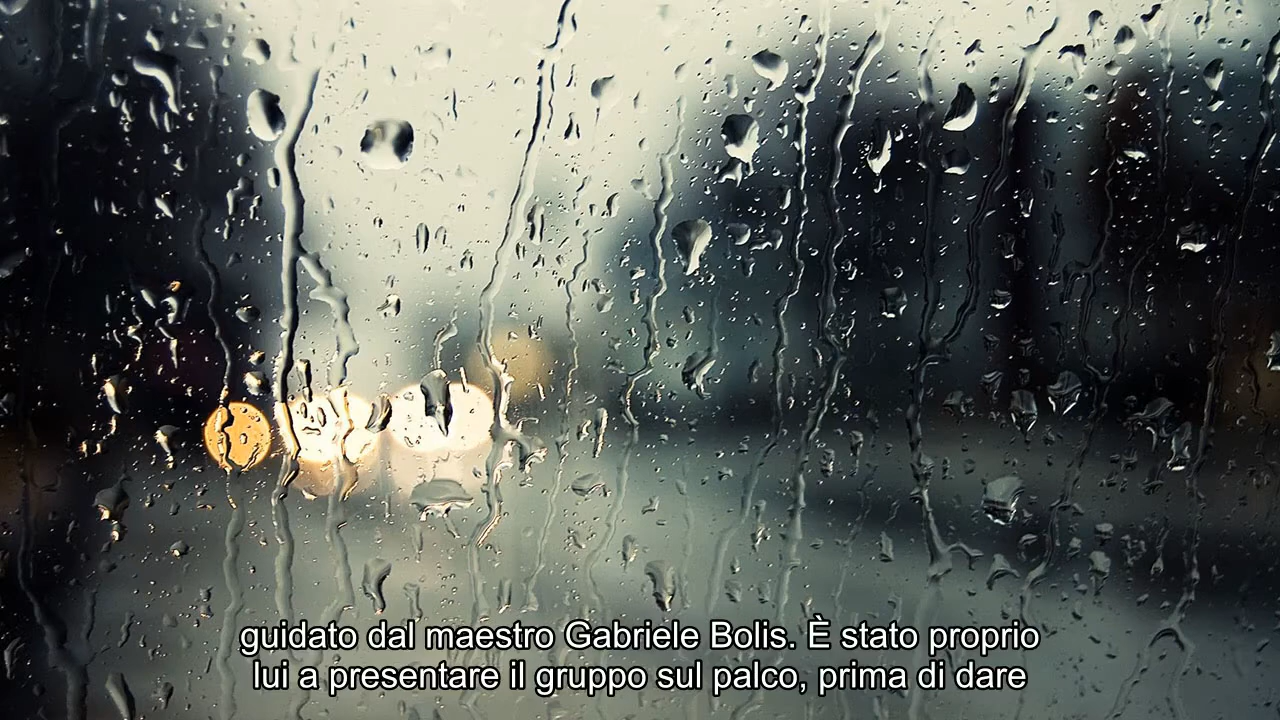 guidato dal maestro Gabriele Bolis. È stato proprio
lui a presentare il gruppo sul palco, prima di dare